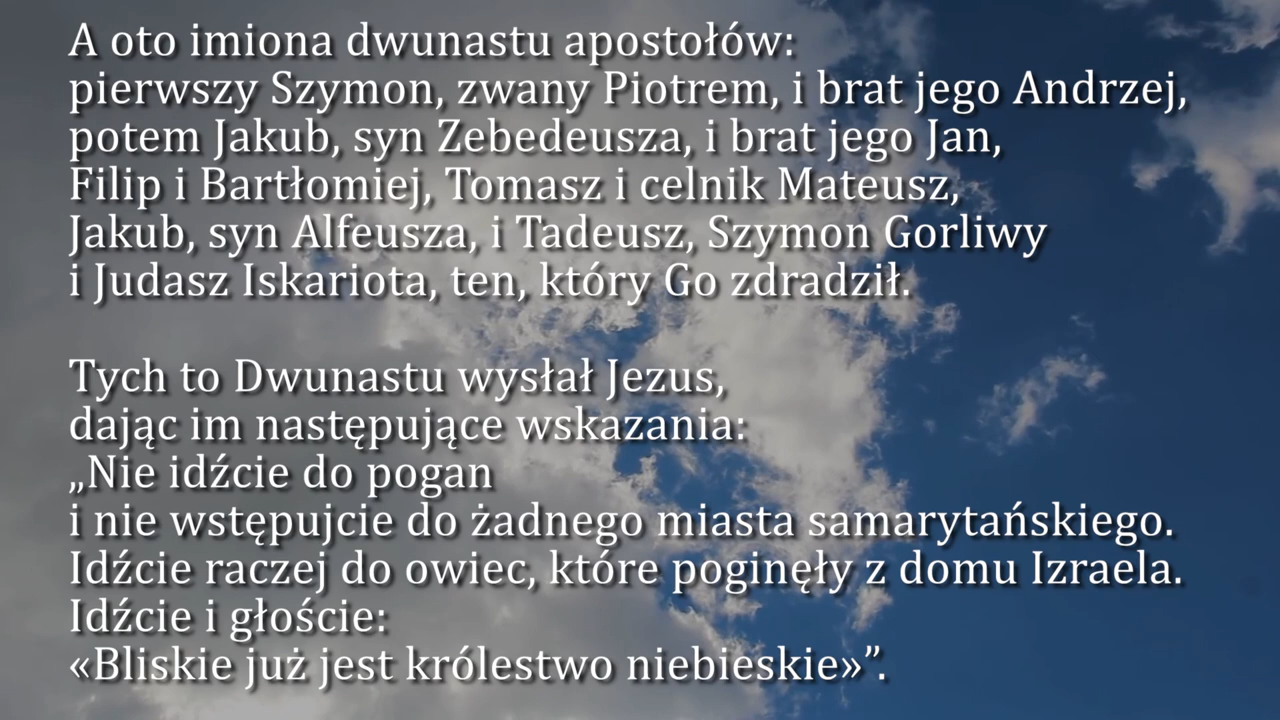 A oto imiona dwunastu apostołów:
pierwszy Szymon, zwany Piotrem, i brat jego Andrzej,
potem Jakub, syn Zebedeusza, i brat jego Jan,
Filip i Bartłomiej, Tomasz i celnik Mateusz,
Jakub, syn Alfeusza, i Tadeusz, Szymon Gorliwy
i Judasz Iskariota, ten, który Go zdradził.
Tych to Dwunastu wysłał Jezus,
dając im następujące wskazania:
„Nie idźcie do pogan
i nie wstępujcie do żadnego miasta samarytańskiego.
Idźcie raczej do owiec, które poginęły z domu Izraela.
Idźcie i głoście:
«Bliskie już jest królestwo niebieskie»”.